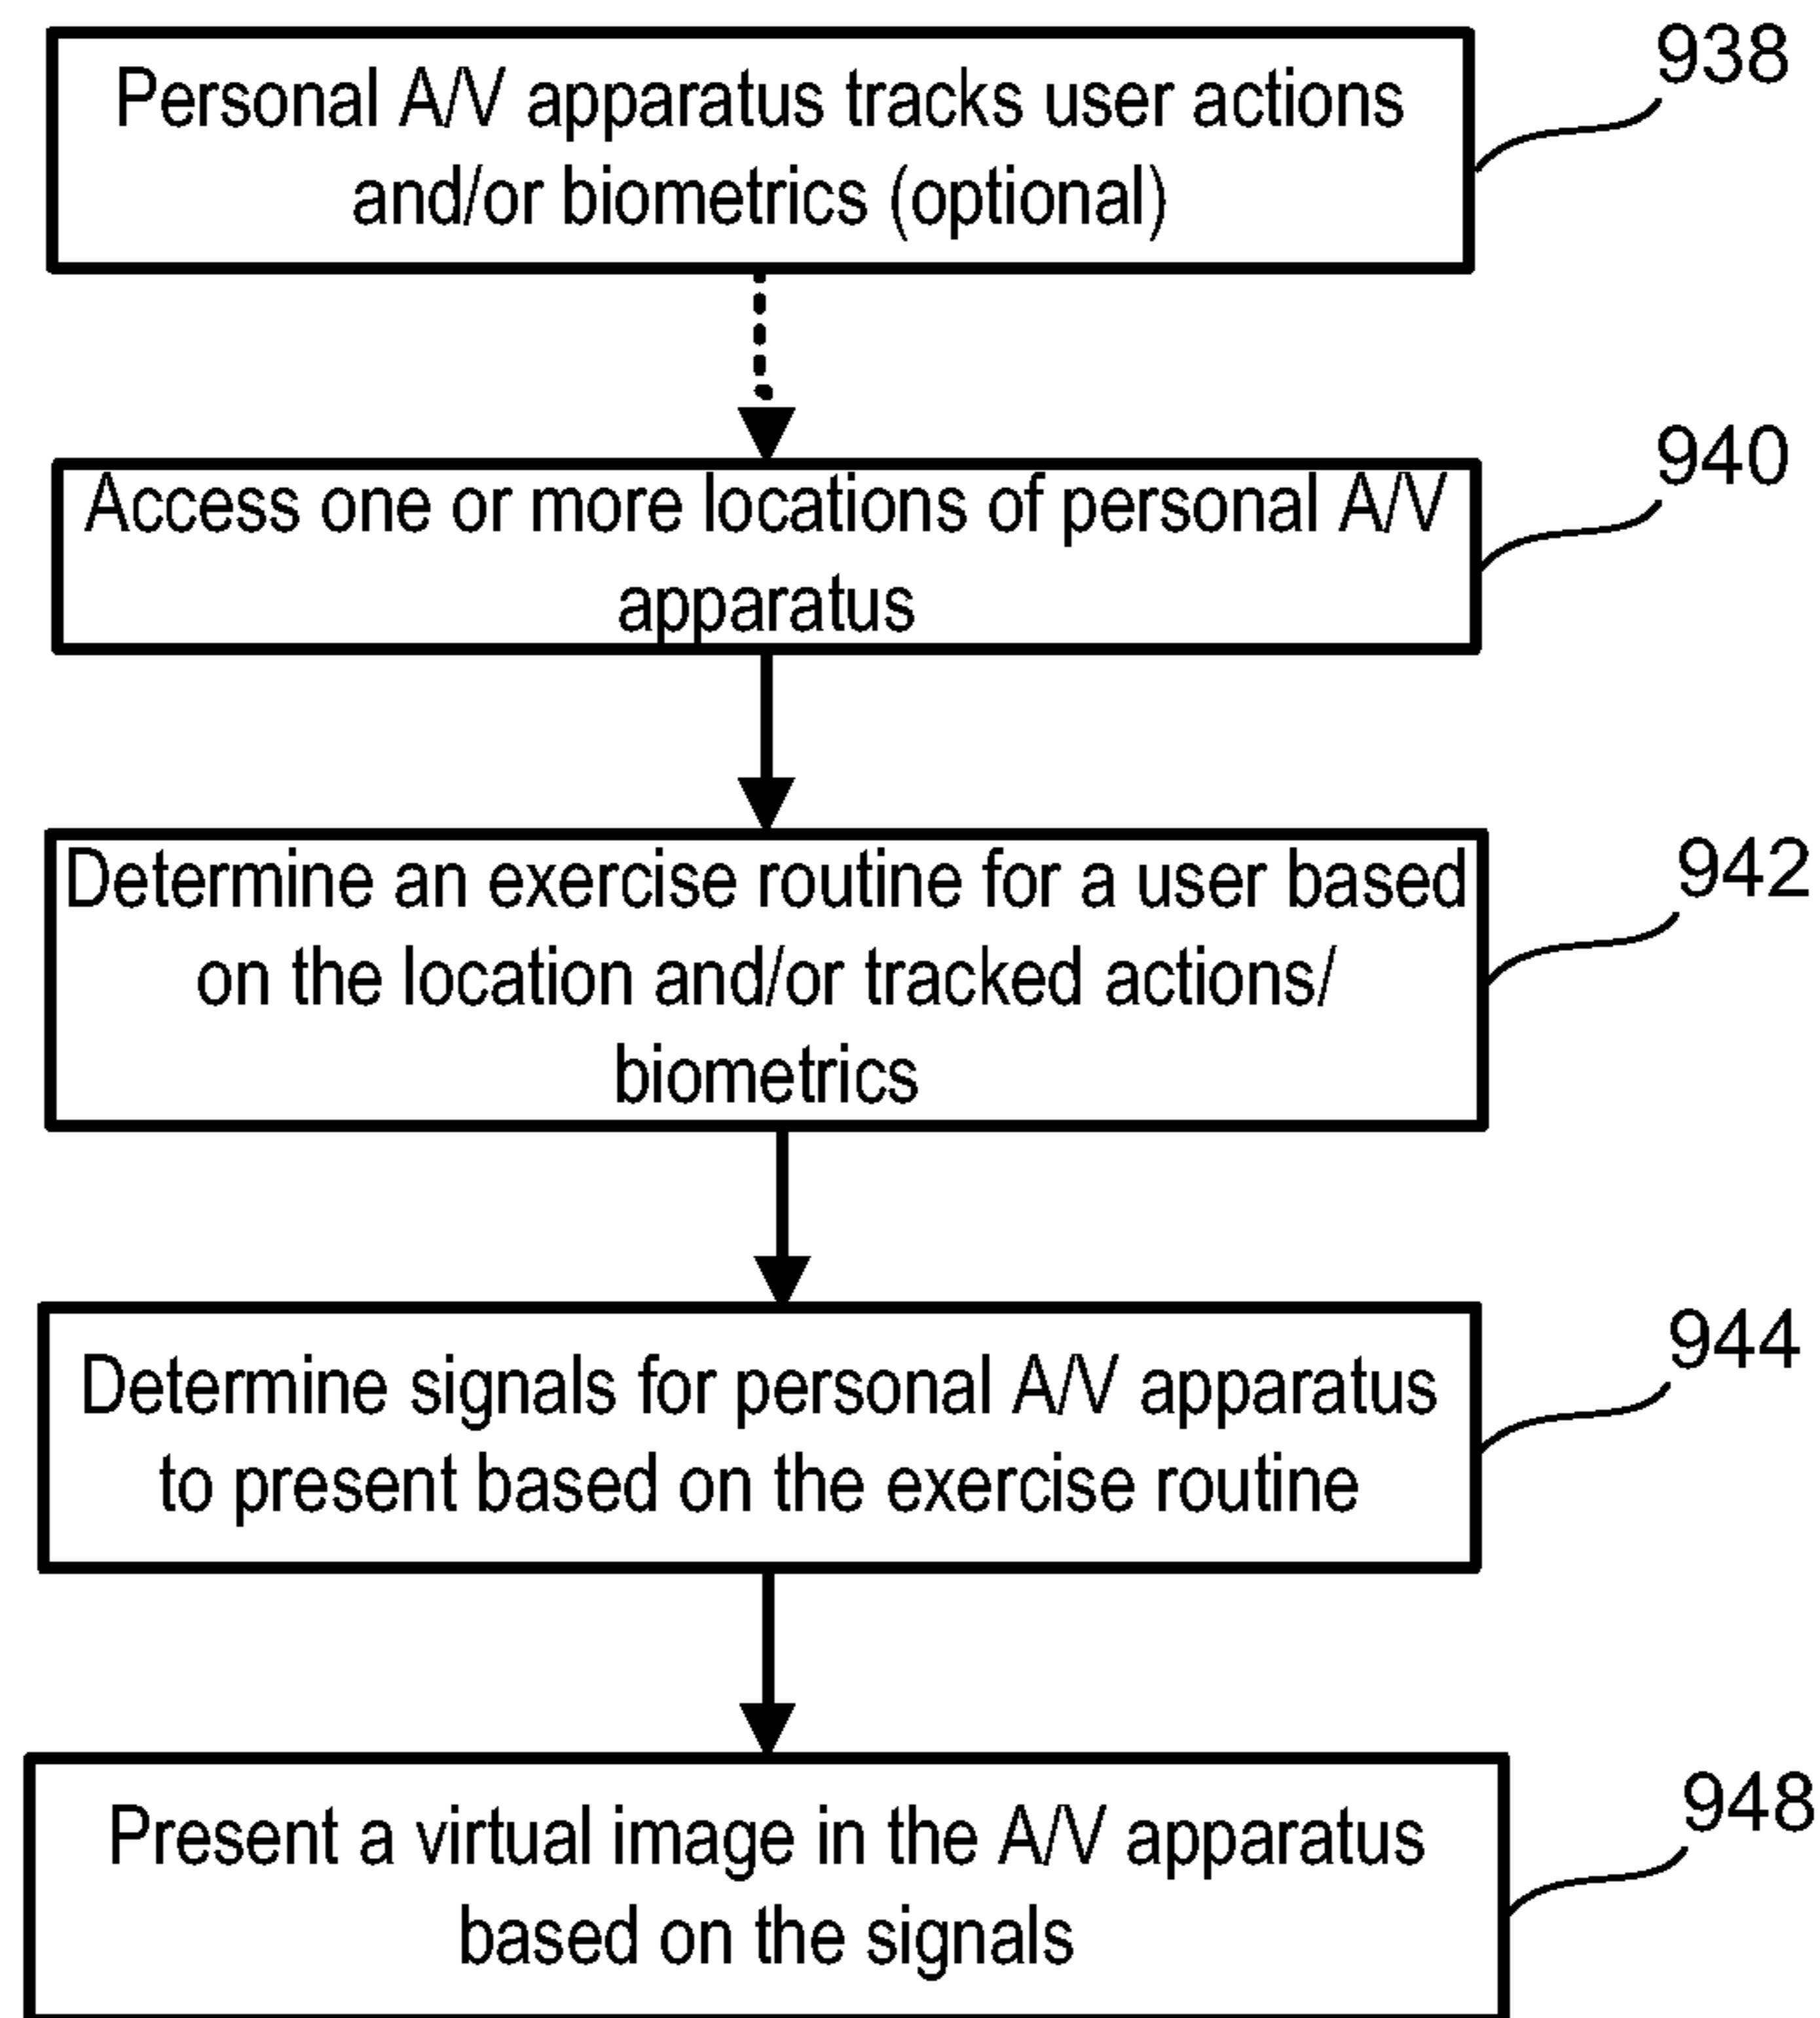 Personal A/V apparatus tracks user actions
and/or biometrics (optional)
938
Access one or more locations of personal A/V
apparatus
940
Determine an exercise routine for a user based
on the location and/or tracked actions/
biometrics
942
Determine signals for personal A/V apparatus
to present based on the exercise routine
944
Present a virtual image in the A/V apparatus
based on the signals
948